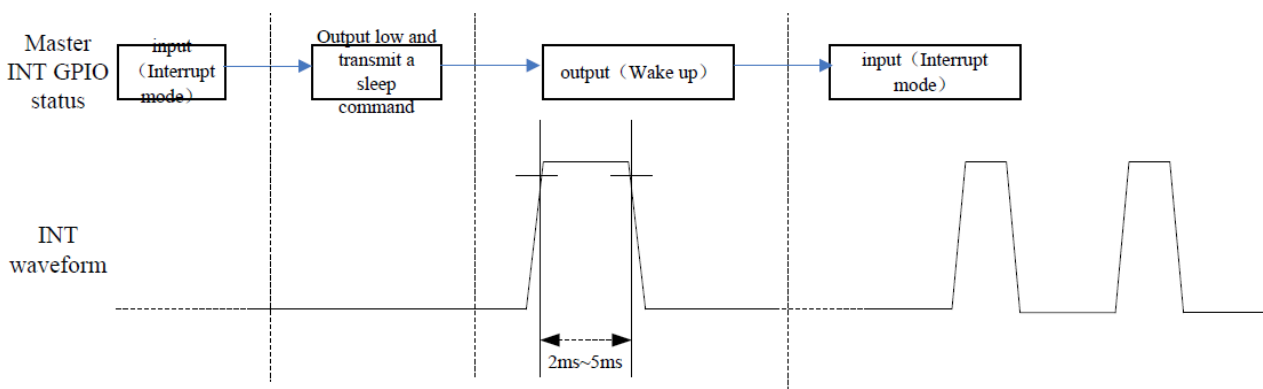 Master
INT GPIO
status
input
（Interrupt
mode）
Output low and
transmit a
sleep
command
output（Wake up）
input（Interrupt
mode）
INT
waveform
2ms~5ms